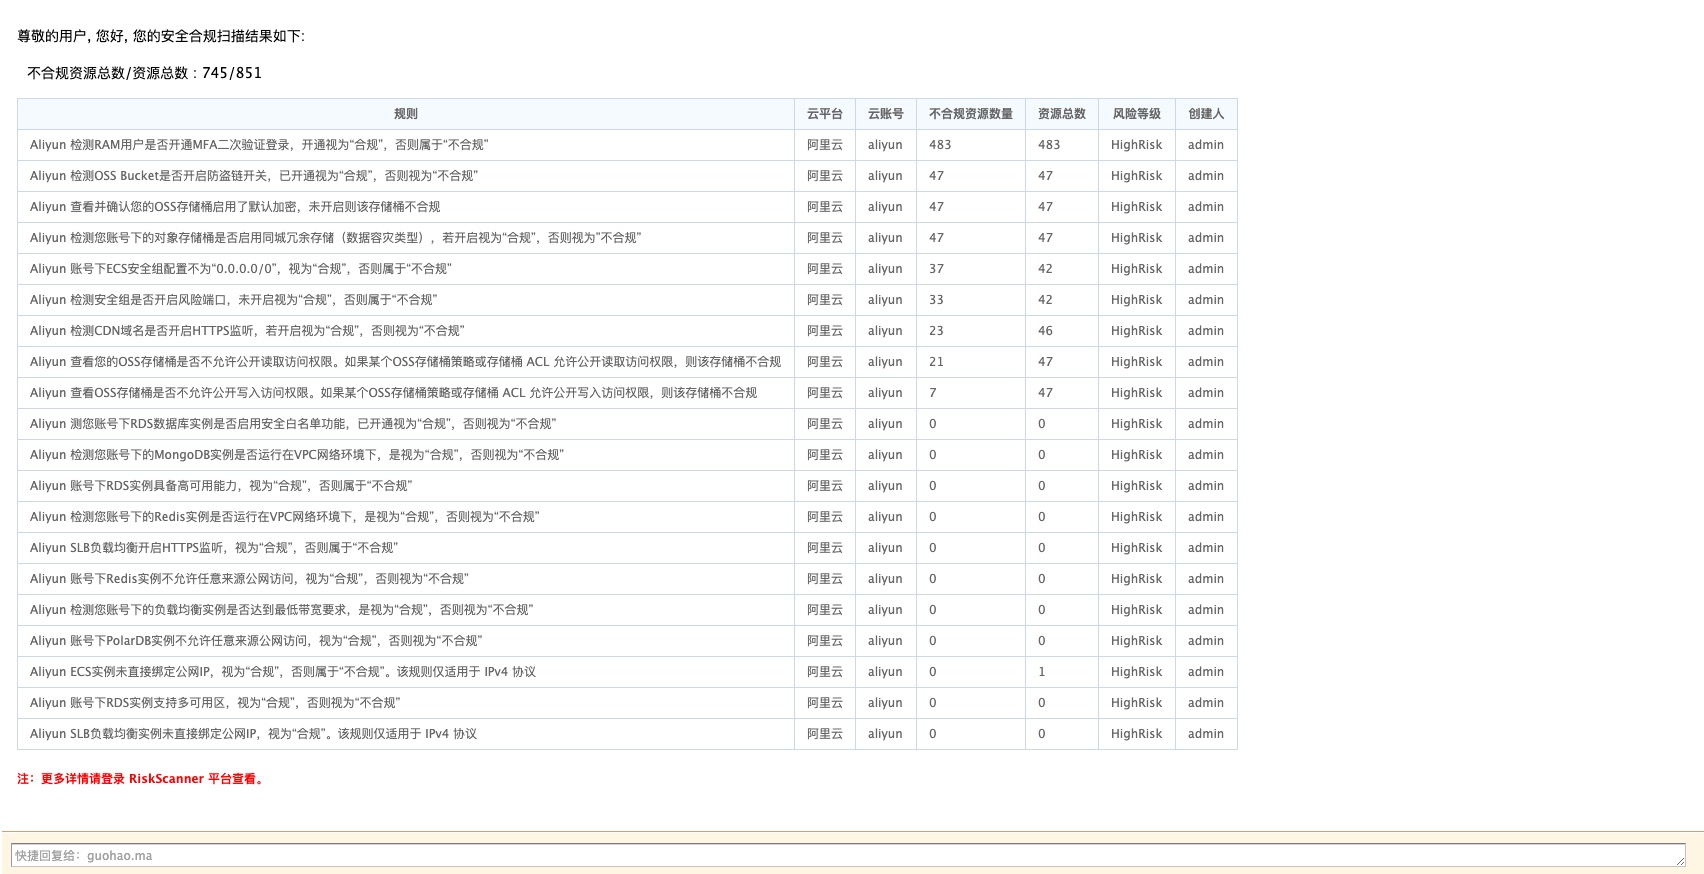 尊敬的用户, 您好, 您的安全合规扫描结果如下:
不合规资源总数/资源总数 : 745/851
规则 云平台 云账号 不合规资源数量 资源总数 风险等级 创建人
Aliyun 检测RAM用户是否开通MFA二次验证登录，开通视为“合规”，否则属于“不合规” 阿里云 aliyun 483 483 HighRisk admin
Aliyun 检测OSS Bucket是否开启防盗链开关，已开通视为“合规”，否则视为“不合规” 阿里云 aliyun 47 47 HighRisk admin
Aliyun 查看并确认您的OSS存储桶启用了默认加密，未开启则该存储桶不合规 阿里云 aliyun 47 47 HighRisk admin
Aliyun 检测您账号下的对象存储桶是否启用同城冗余存储（数据容灾类型），若开启视为“合规”，否则视为”不合规” 阿里云 aliyun 47 47 HighRisk admin
Aliyun 账号下ECS安全组配置不为“0.0.0.0/0”，视为“合规”，否则属于“不合规” 阿里云 aliyun 37 42 HighRisk admin
Aliyun 检测安全组是否开启风险端口，未开启视为“合规”，否则属于“不合规” 阿里云 aliyun 33 42 HighRisk admin
Aliyun 检测CDN域名是否开启HTTPS监听，若开启视为“合规”，否则视为“不合规” 阿里云 aliyun 23 46 HighRisk admin
Aliyun 查看您的OSS存储桶是否不允许公开读取访问权限。如果某个OSS存储桶策略或存储桶 ACL 允许公开读取访问权限，则该存储桶不合规 阿里云 aliyun 21 47 HighRisk admin
Aliyun 查看OSS存储桶是否不允许公开写入访问权限。如果某个OSS存储桶策略或存储桶 ACL 允许公开写入访问权限，则该存储桶不合规 阿里云 aliyun 7 47 HighRisk admin
Aliyun 测您账号下RDS数据库实例是否启用安全白名单功能，已开通视为“合规”，否则视为“不合规” 阿里云 aliyun 0 0 HighRisk admin
Aliyun 检测您账号下的MongoDB实例是否运行在VPC网络环境下，是视为“合规”，否则视为“不合规” 阿里云 aliyun 0 0 HighRisk admin
Aliyun 账号下RDS实例具备高可用能力，视为“合规”，否则属于“不合规” 阿里云 aliyun 0 0 HighRisk admin
Aliyun 检测您账号下的Redis实例是否运行在VPC网络环境下，是视为“合规”，否则视为“不合规” 阿里云 aliyun 0 0 HighRisk admin
Aliyun SLB负载均衡开启HTTPS监听，视为“合规”，否则属于“不合规” 阿里云 aliyun 0 0 HighRisk admin
Aliyun 账号下Redis实例不允许任意来源公网访问，视为“合规”，否则视为“不合规” 阿里云 aliyun 0 0 HighRisk admin
Aliyun 检测您账号下的负载均衡实例是否达到最低带宽要求，是视为“合规”，否则视为“不合规” 阿里云 aliyun 0 0 HighRisk admin
Aliyun 账号下PolarDB实例不允许任意来源公网访问，视为“合规”，否则视为“不合规” 阿里云 aliyun 0 0 HighRisk admin
Aliyun ECS实例未直接绑定公网IP，视为“合规”，否则属于“不合规”。该规则仅适用于 IPv4 协议 阿里云 aliyun 0 1 HighRisk admin
Aliyun 账号下RDS实例支持多可用区，视为“合规”，否则视为“不合规” 阿里云 aliyun 0 0 HighRisk admin
Aliyun SLB负载均衡实例未直接绑定公网IP，视为“合规”。该规则仅适用于 IPv4 协议 阿里云 aliyun 0 0 HighRisk admin
注：更多详情请登录 RiskScanner 平台查看。
快捷回复给：guohao.ma